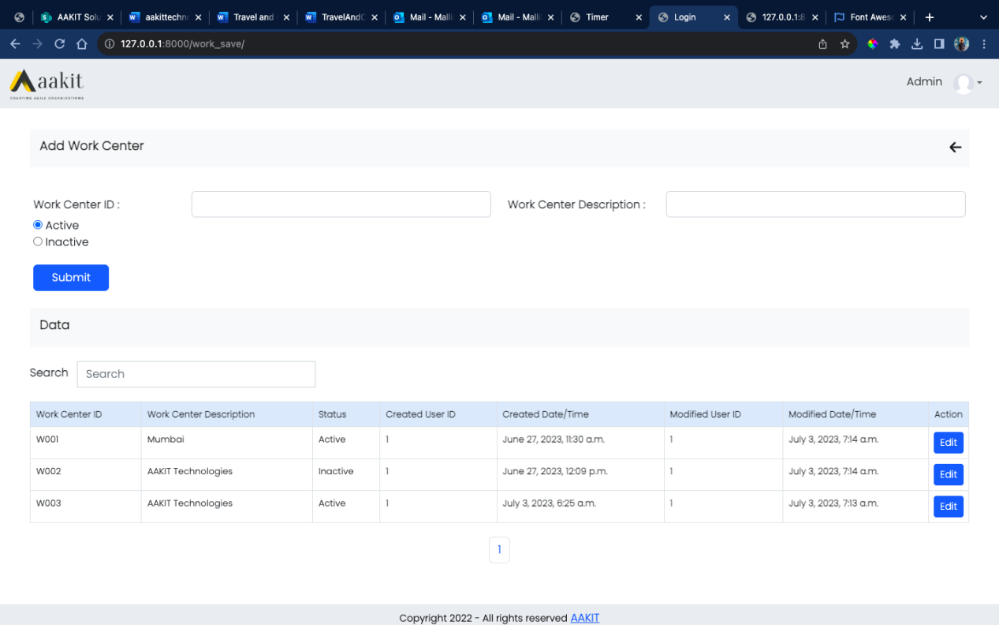 AAKIT Solu
aakittechno
Travel and
TravelAndC
Mail - Malli
Mail - Malli
Timer
Login
127.0.0.1:8
Font Aweso
127.0.0.1:8000/work_save/
aakit
CREATING AGILE ORGANIZATIONS
Admin
Add Work Center
Work Center ID :
Work Center Description :
Active
Inactive
Submit
Data
Search Search
Work Center ID Work Center Description Status Created User ID Created Date/Time Modified User ID Modified Date/Time Action
W001 Mumbai Active 1 June 27, 2023, 11:30 a.m. 1 July 3, 2023, 7:14 a.m. Edit
W002 AAKIT Technologies Inactive 1 June 27, 2023, 12:09 p.m. 1 July 3, 2023, 7:14 a.m. Edit
W003 AAKIT Technologies Active 1 July 3, 2023, 6:25 a.m. 1 July 3, 2023, 7:13 a.m. Edit
1
Copyright 2022 - All rights reserved AAKIT